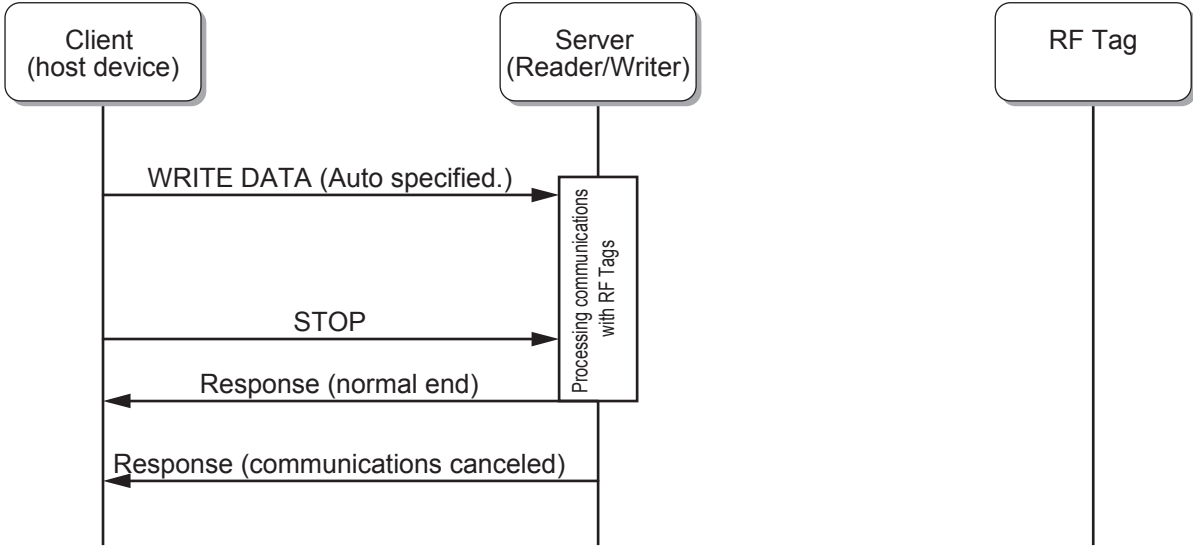 Client
(host device)
Server
(Reader/Writer)
RF Tag
WRITE DATA (Auto specified.)
Processing communications
with RF Tags
STOP
Response (normal end)
Response (communications canceled)